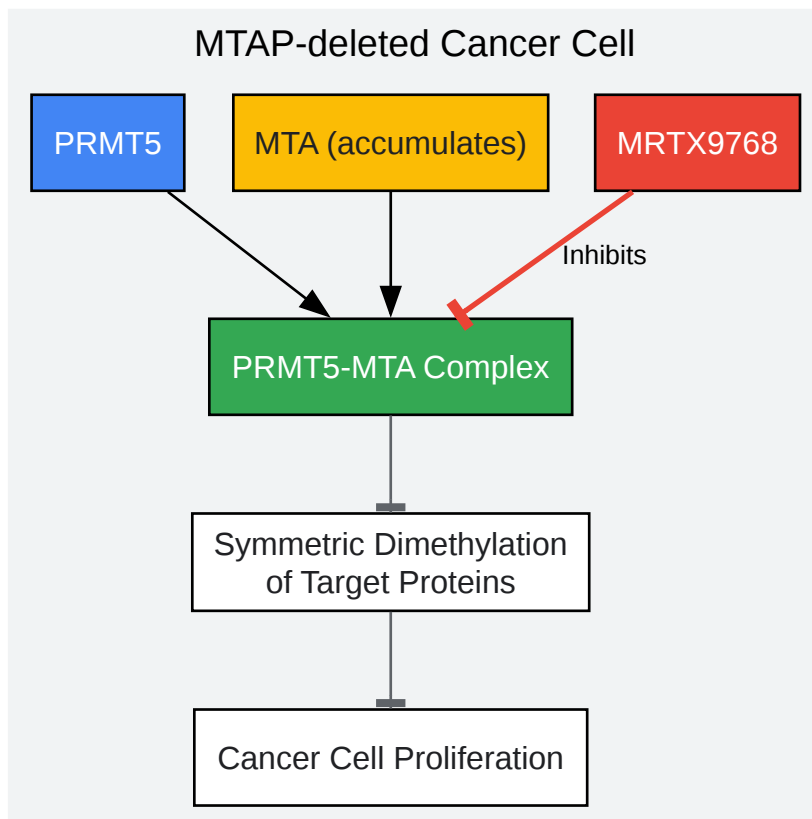 MTAP-deleted Cancer Cell
PRMT5
MTA (accumulates)
MRTX9768
Inhibits
PRMT5-MTA Complex
Symmetric Dimethylation
of Target Proteins
Cancer Cell Proliferation